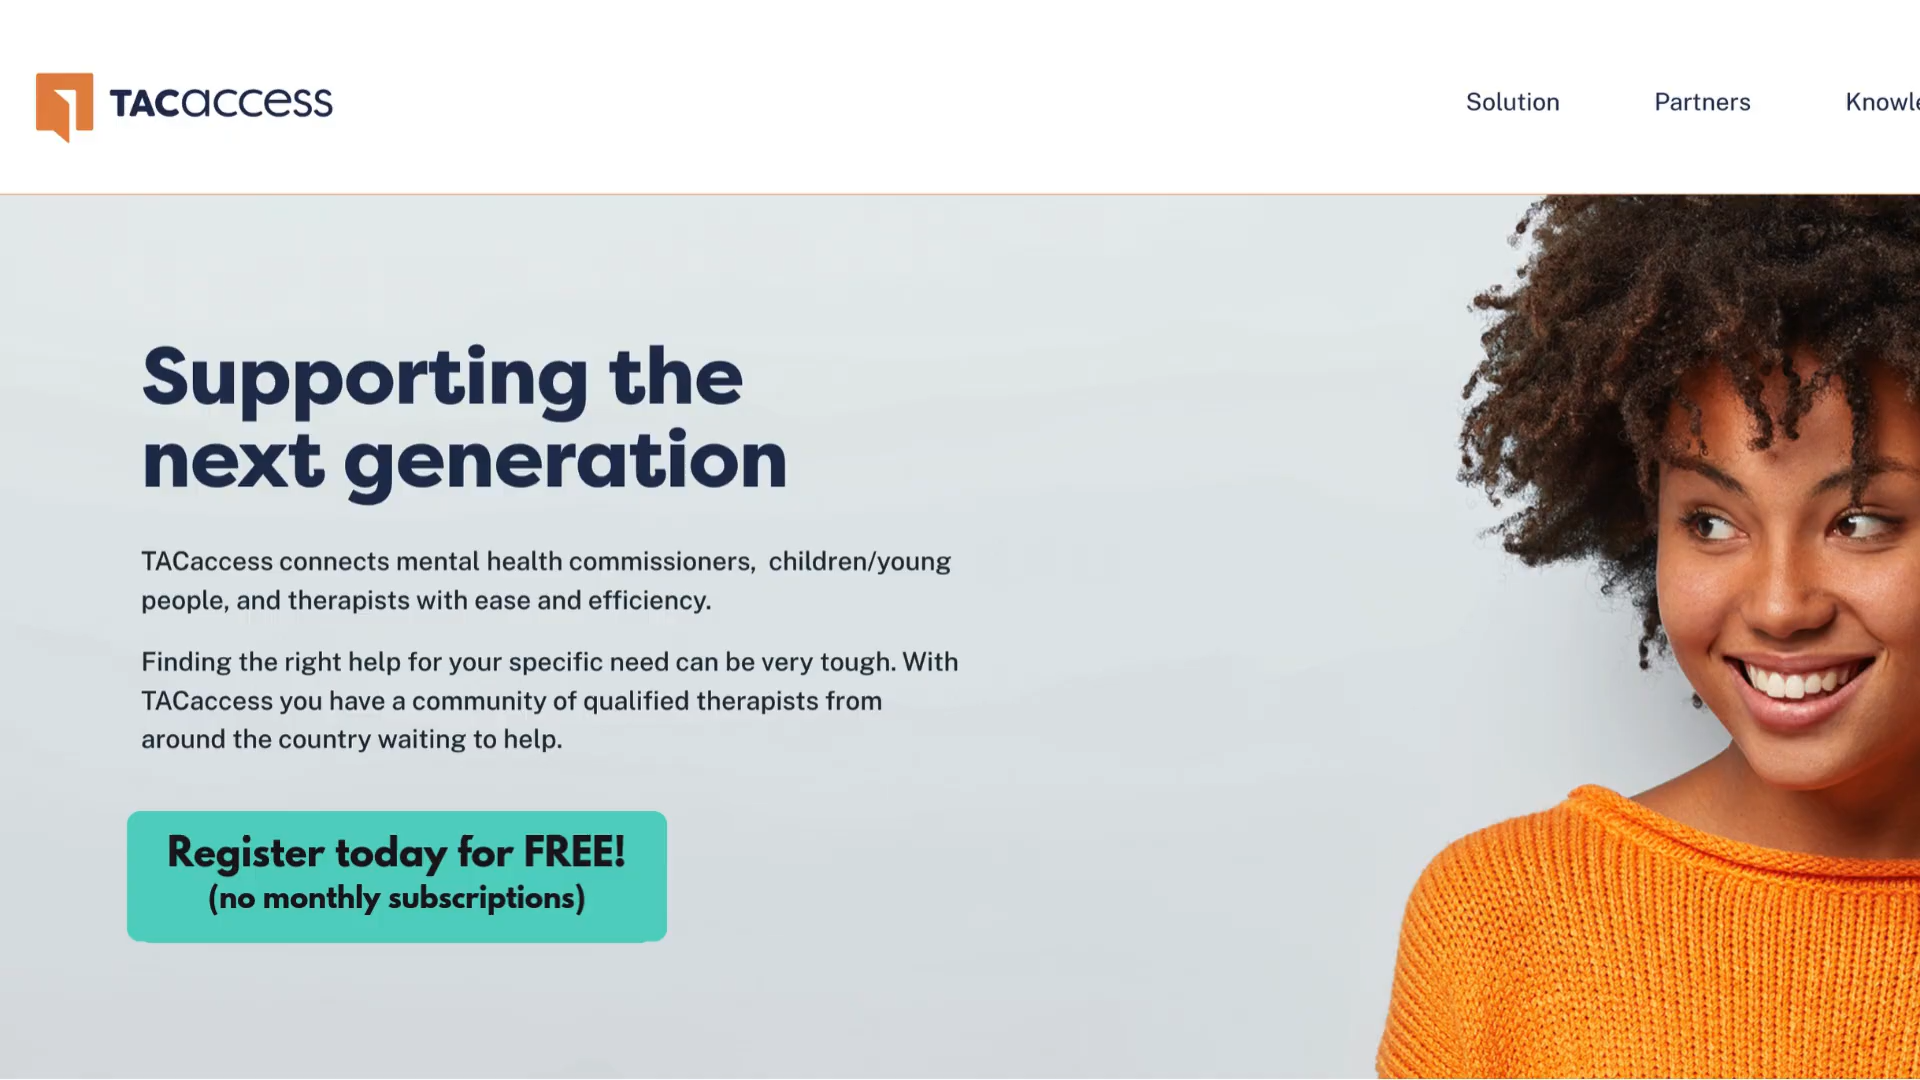 TACaccess
Solution
Partners
Knowle
Supporting the
next generation
TACaccess connects mental health commissioners, children/young
people, and therapists with ease and efficiency.
Finding the right help for your specific need can be very tough. With
TACaccess you have a community of qualified therapists from
around the country waiting to help.
Register today for FREE!
(no monthly subscriptions)